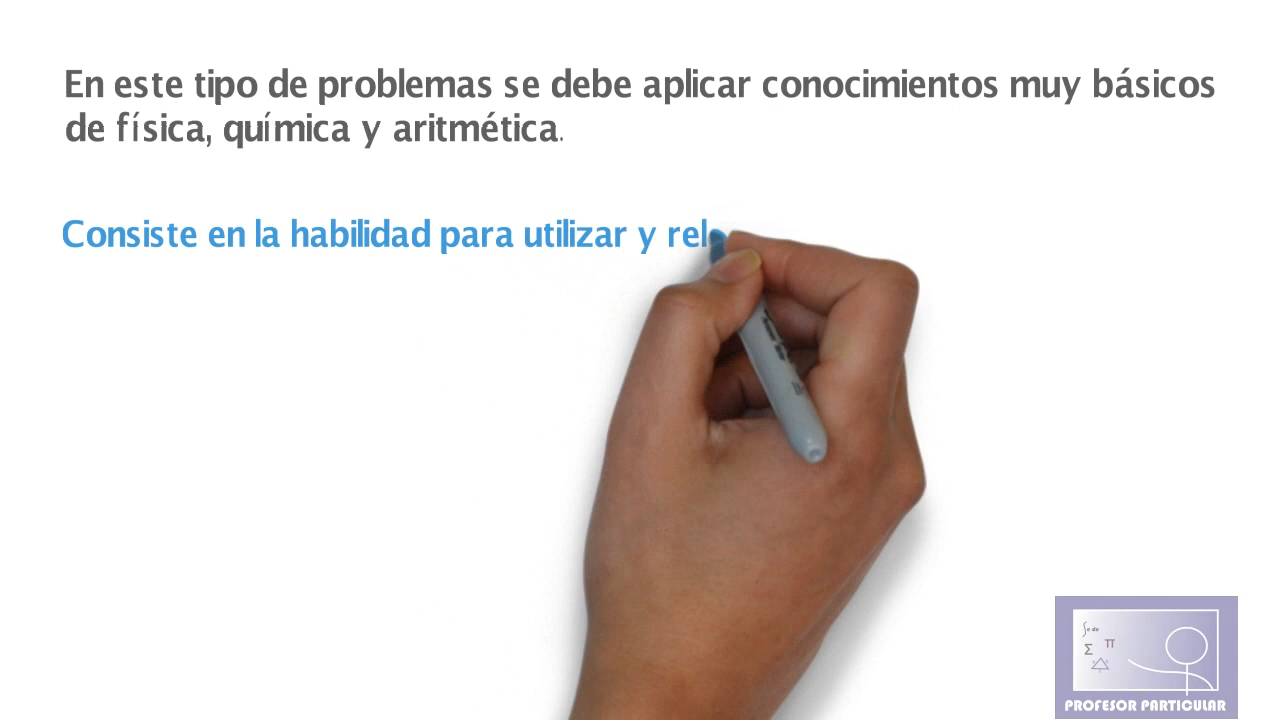 En este tipo de problemas se debe aplicar conocimientos muy básicos
de física, química y aritmética.
Consiste en la habilidad para utilizar y rel
Σ π
PROFESOR PARTICULAR